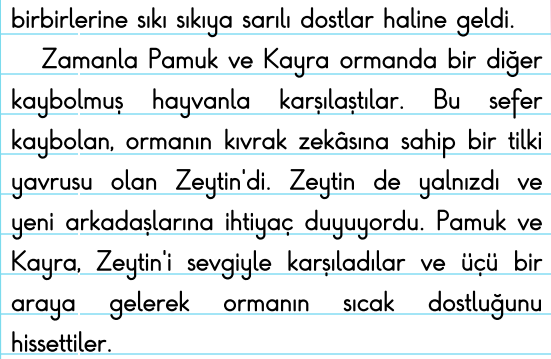 birbirlerine sıkı sıkıya sarılı dostlar haline geldi.
Zamanla Pamuk ve Kayra ormanda bir diğer
kaybolmuş hayvanla karşılaştılar. Bu sefer
kaybolan, ormanın kıvrak zekâsına sahip bir tilki
yavrusu olan Zeytin'di. Zeytin de yalnızdı ve
yeni arkadaşlarına ihtiyaç duyuyordu. Pamuk ve
Kayra, Zeytin'i sevgiyle karşıladılar ve üçü bir
araya gelerek ormanın sıcak dostluğunu
hissettiler.